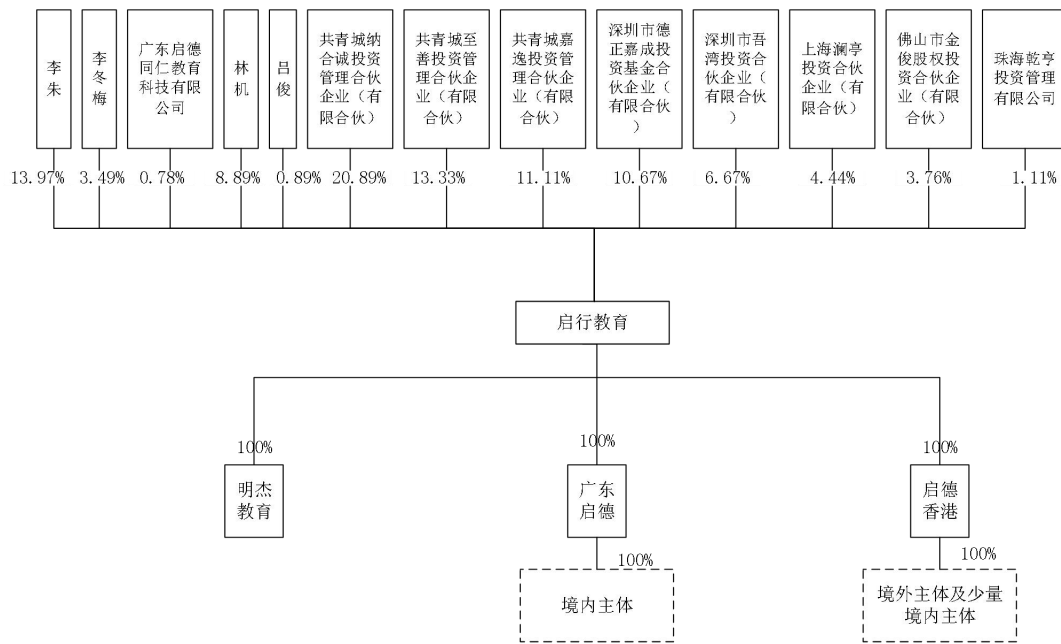 李
朱
李
冬
梅
广东启德
同仁教育
科技有限
公司
林
机
吕
俊
共青城纳
合诚投资
管理合伙
企业（有
限合伙）
共青城至
善投资管
理合伙企
业（有限
合伙）
共青城嘉
逸投资管
理合伙企
业（有限
合伙）
深圳市德
正嘉成投
资基金合
伙企业（
有限合伙
）
深圳市吾
湾投资合
伙企业（
有限合伙
）
上海澜亭
投资合伙
企业（有
限合伙）
佛山市金
俊股权投
资合伙企
业（有限
合伙）
珠海乾亨
投资管理
有限公司
13.97%
3.49%
0.78%
8.89%
0.89%
20.89%
13.33%
11.11%
10.67%
6.67%
4.44%
3.76%
1.11%
启行教育
100%
100%
100%
明杰
教育
广东
启德
启德
香港
100%
100%
境内主体
境外主体及少量
境内主体